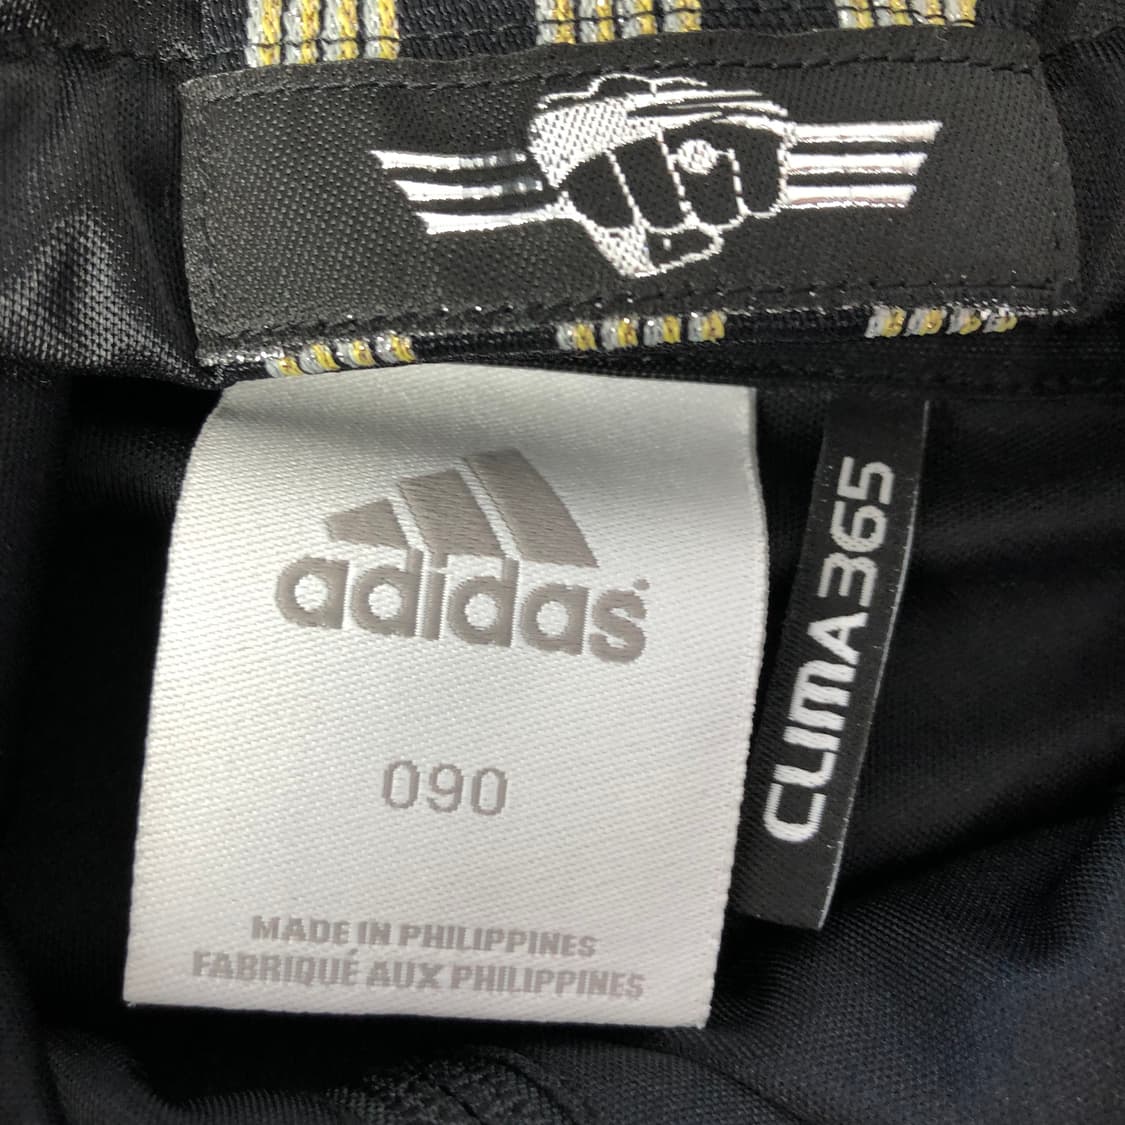 adidas
090
MADE IN PHILIPPINES
FABRIQUÉ AUX PHILIPPINES
CLIMA365